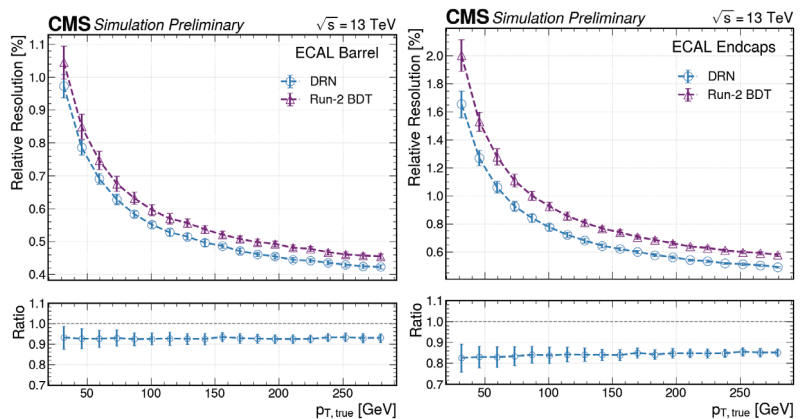 CMS Simulation Preliminary √s = 13 TeV
Relative Resolution [%]
1.1
1.0
0.9
0.8
0.7
0.6
0.5
0.4
ECAL Barrel
DRN
Run-2 BDT
Ratio
1.1
1.0
0.9
0.8
0.7
50 100 150 200 250
pT, true [GeV]
CMS Simulation Preliminary √s = 13 TeV
Relative Resolution [%]
2.0
1.8
1.6
1.4
1.2
1.0
0.8
0.6
ECAL Endcaps
DRN
Run-2 BDT
Ratio
1.1
1.0
0.9
0.8
0.7
50 100 150 200 250
pT, true [GeV]